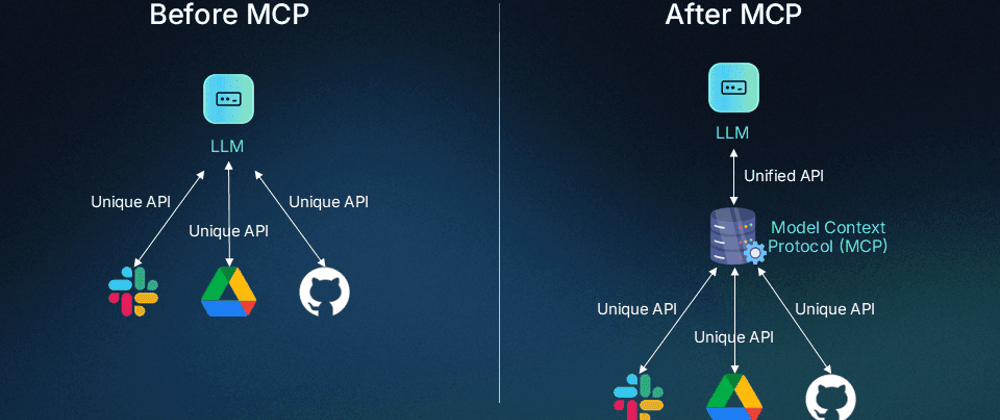 Before MCP
LLM
Unique API
Unique API
Unique API
After MCP
LLM
Unified API
Model Context
Protocol (MCP)
Unique API
Unique API
Unique API